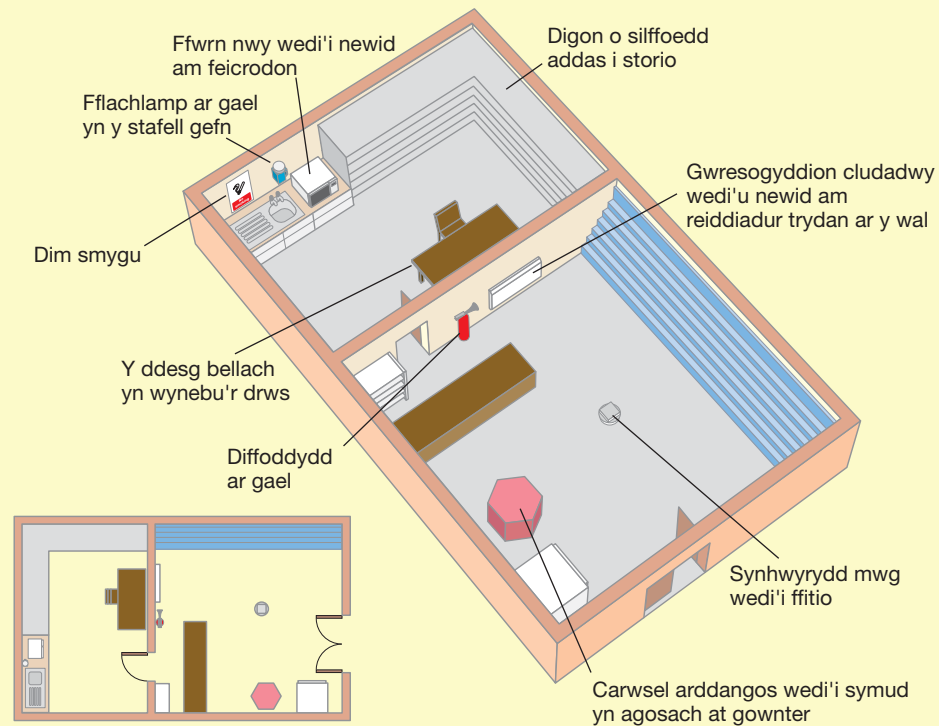 Ffwrn nwy wedi'i newid
am feicrodon
Digon o silffoedd
addas i storio
Fflachlamp ar gael
yn y stafell gefn
Gwresogyddion cludadwy
wedi'u newid am
reiddiadur trydan ar y wal
Dim smygu
Y ddesg bellach
yn wynebu'r drws
Diffoddydd
ar gael
Synhwyrydd mwg
wedi'i ffitio
Carwsel arddangos wedi'i symud
yn agosach at gownter